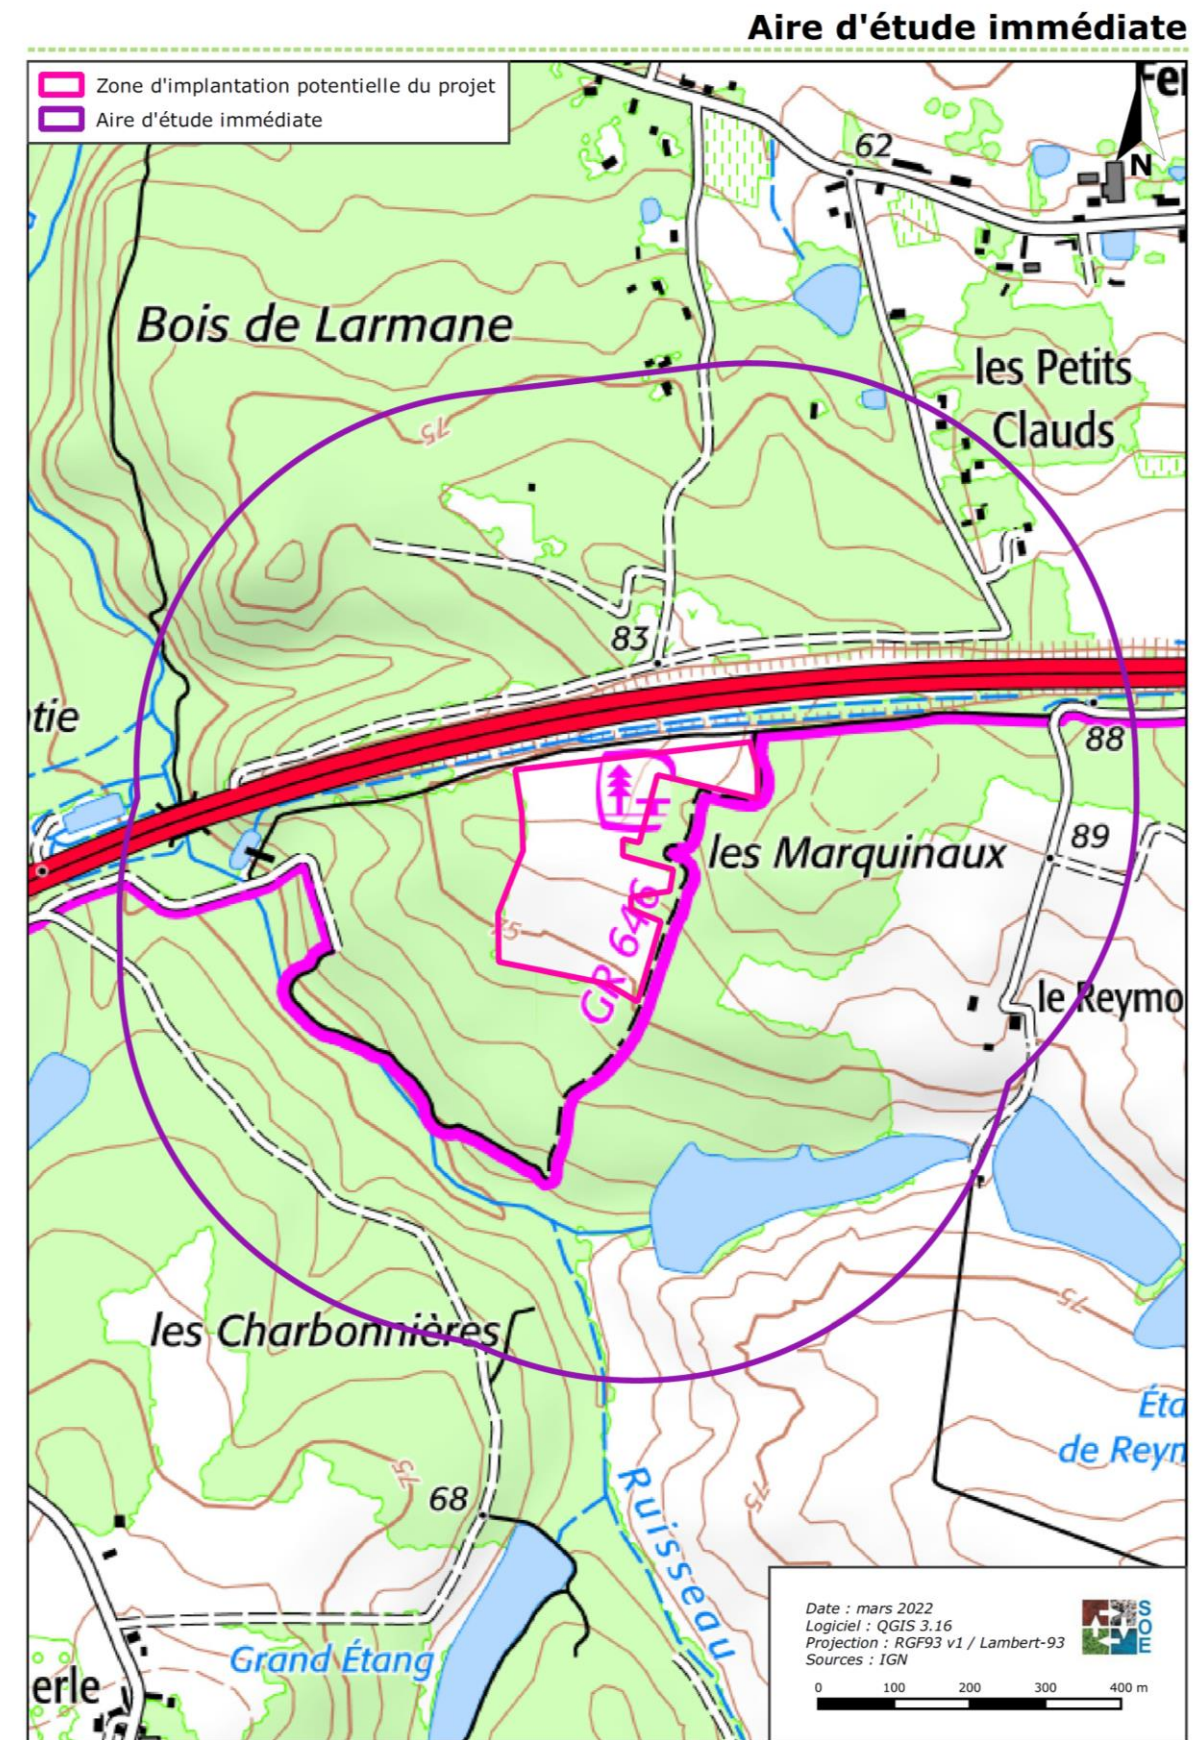 Aire d'étude immédiate
Zone d'implantation potentielle du projet
Aire d'étude immédiate
Fer
N
62
Bois de Larmane
les Petits
Clauds
75
83
tie
88
89
les Marquinaux
GR 646
75
le Reymo
les Charbonnières
75
Éta
de Reyn
75
75
68
Ruisseau
Grand Étang
erle
Date : mars 2022
Logiciel : QGIS 3.16
Projection : RGF93 v1 / Lambert-93
Sources : IGN
SOE
0 100 200 300 400 m